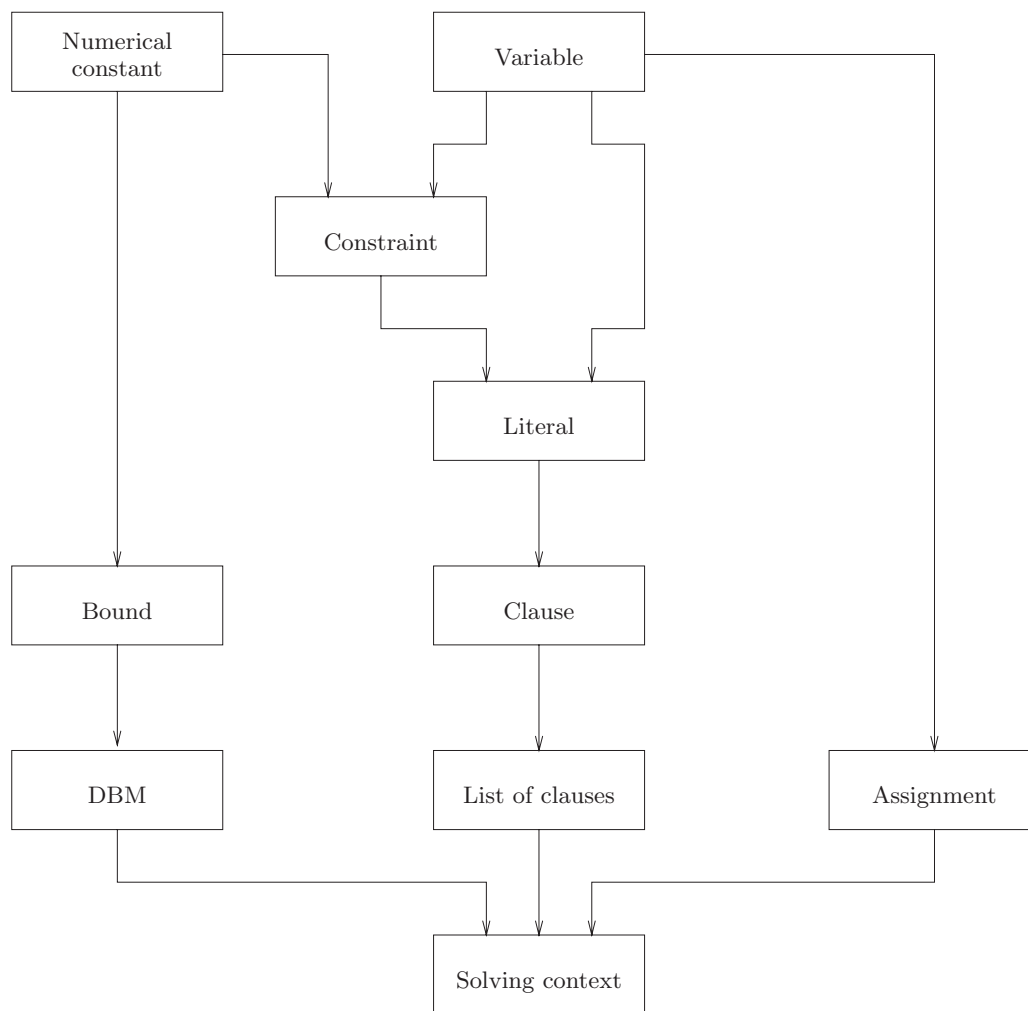 Numerical
constant
Variable
Constraint
Literal
Bound
Clause
DBM
List of clauses
Assignment
Solving context